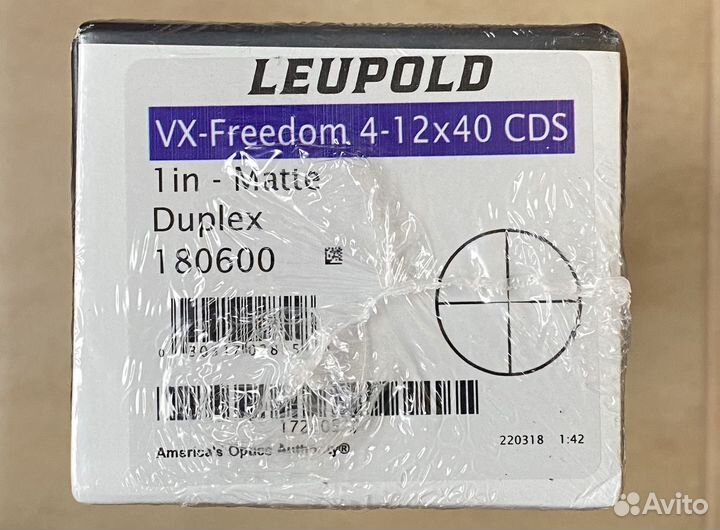 LEUPOLD
VX-Freedom 4-12x40 CDS
1in - Matte
Duplex
180600
America's Optics Authority®
220318 1:42
Avito